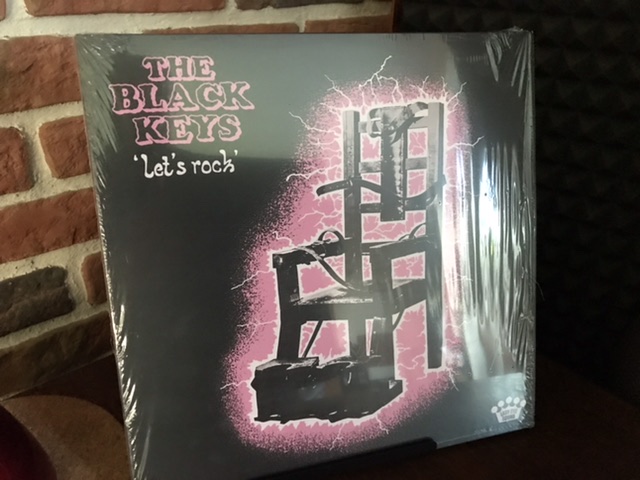 THE
BLACK
KEYS
'Let's rock'